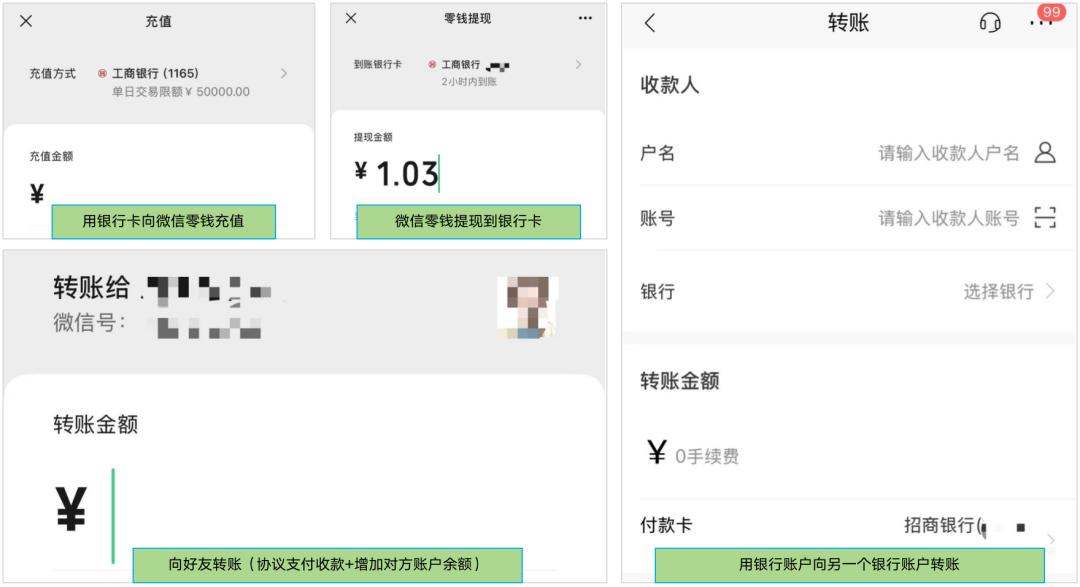 充值
充值方式
工商银行 (1165)
单日交易限额¥ 50000.00
充值金额
¥
用银行卡向微信零钱充值
零钱提现
到账银行卡
工商银行
2小时内到账
提现金额
¥ 1.03
微信零钱提现到银行卡
转账给
微信号:
转账金额
¥
向好友转账（协议支付收款+增加对方账户余额）
转账
99
收款人
户名
请输入收款人户名
账号
请输入收款人账号
银行
选择银行
转账金额
¥ 0手续费
付款卡
招商银行(
用银行账户向另一个银行账户转账